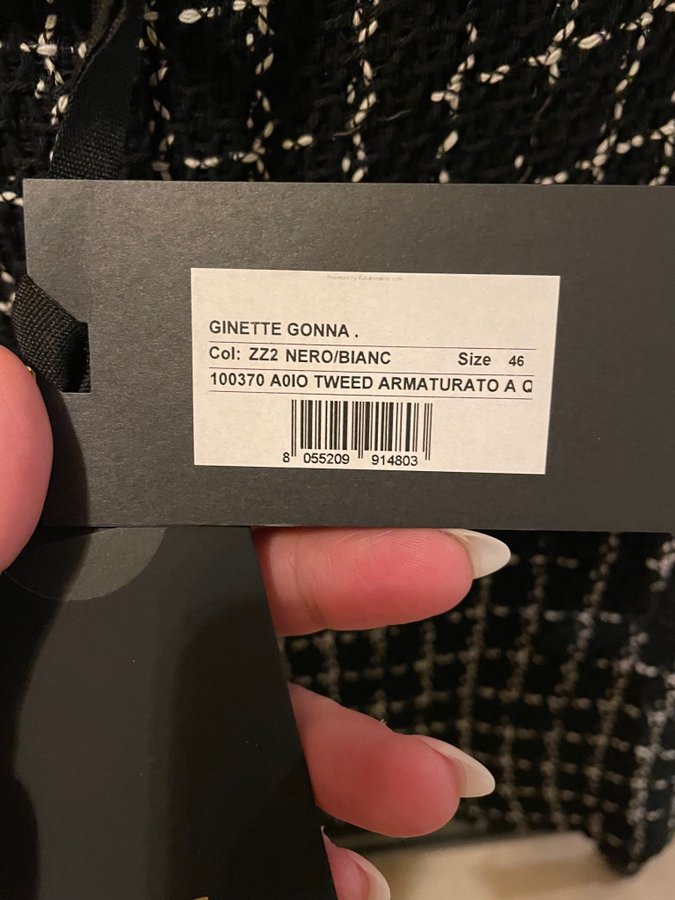 GINETTE GONNA .
Col: ZZ2 NERO/BIANC Size 46
100370 A0IO TWEED ARMATURATO A Q
8 055209 914803